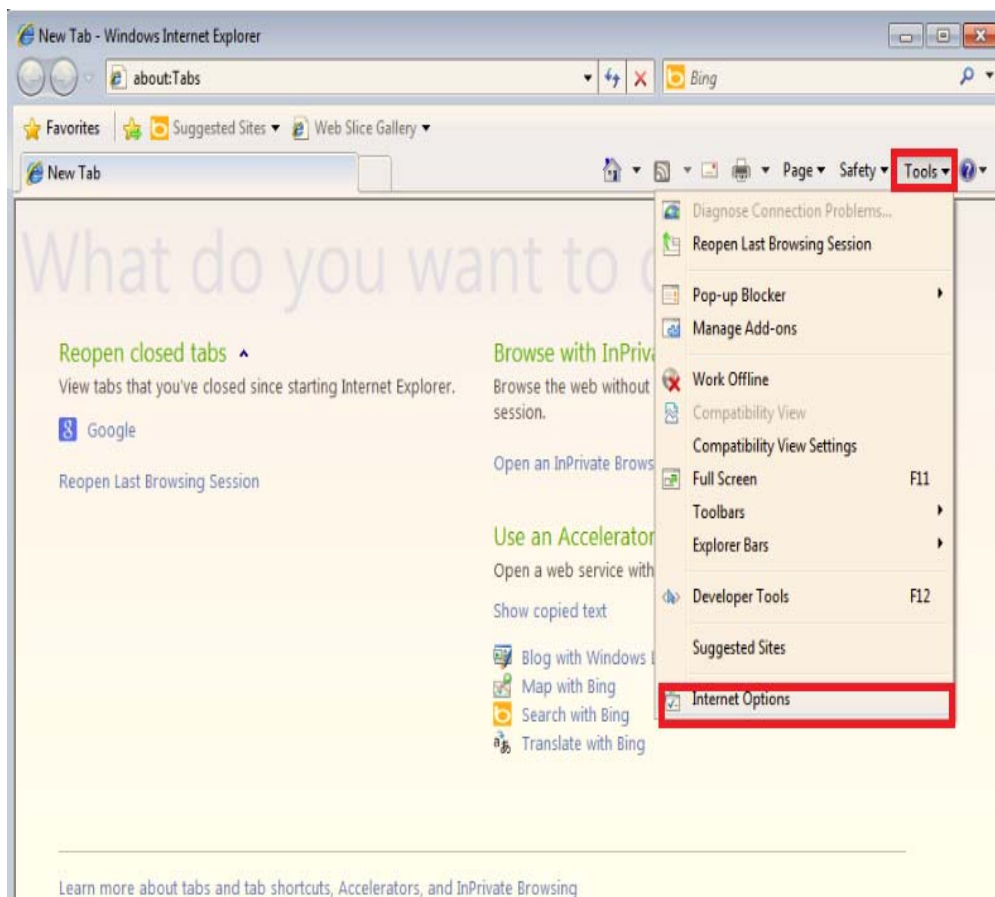 New Tab - Windows Internet Explorer
about:Tabs
Bing
Favorites
Suggested Sites
Web Slice Gallery
New Tab
Page
Safety
Tools
What do you want to
Diagnose Connection Problems...
Reopen Last Browsing Session
Pop-up Blocker
Manage Add-ons
Work Offline
Compatibility View
Compatibility View Settings
Full Screen F11
Toolbars
Explorer Bars
Developer Tools F12
Suggested Sites
Internet Options
Reopen closed tabs
View tabs that you've closed since starting Internet Explorer.
Google
Reopen Last Browsing Session
Browse with InPriv
Browse the web without
session.
Open an InPrivate Brows
Use an Accelerator
Open a web service with
Show copied text
Blog with Windows
Map with Bing
Search with Bing
Translate with Bing
Learn more about tabs and tab shortcuts, Accelerators, and InPrivate Browsing